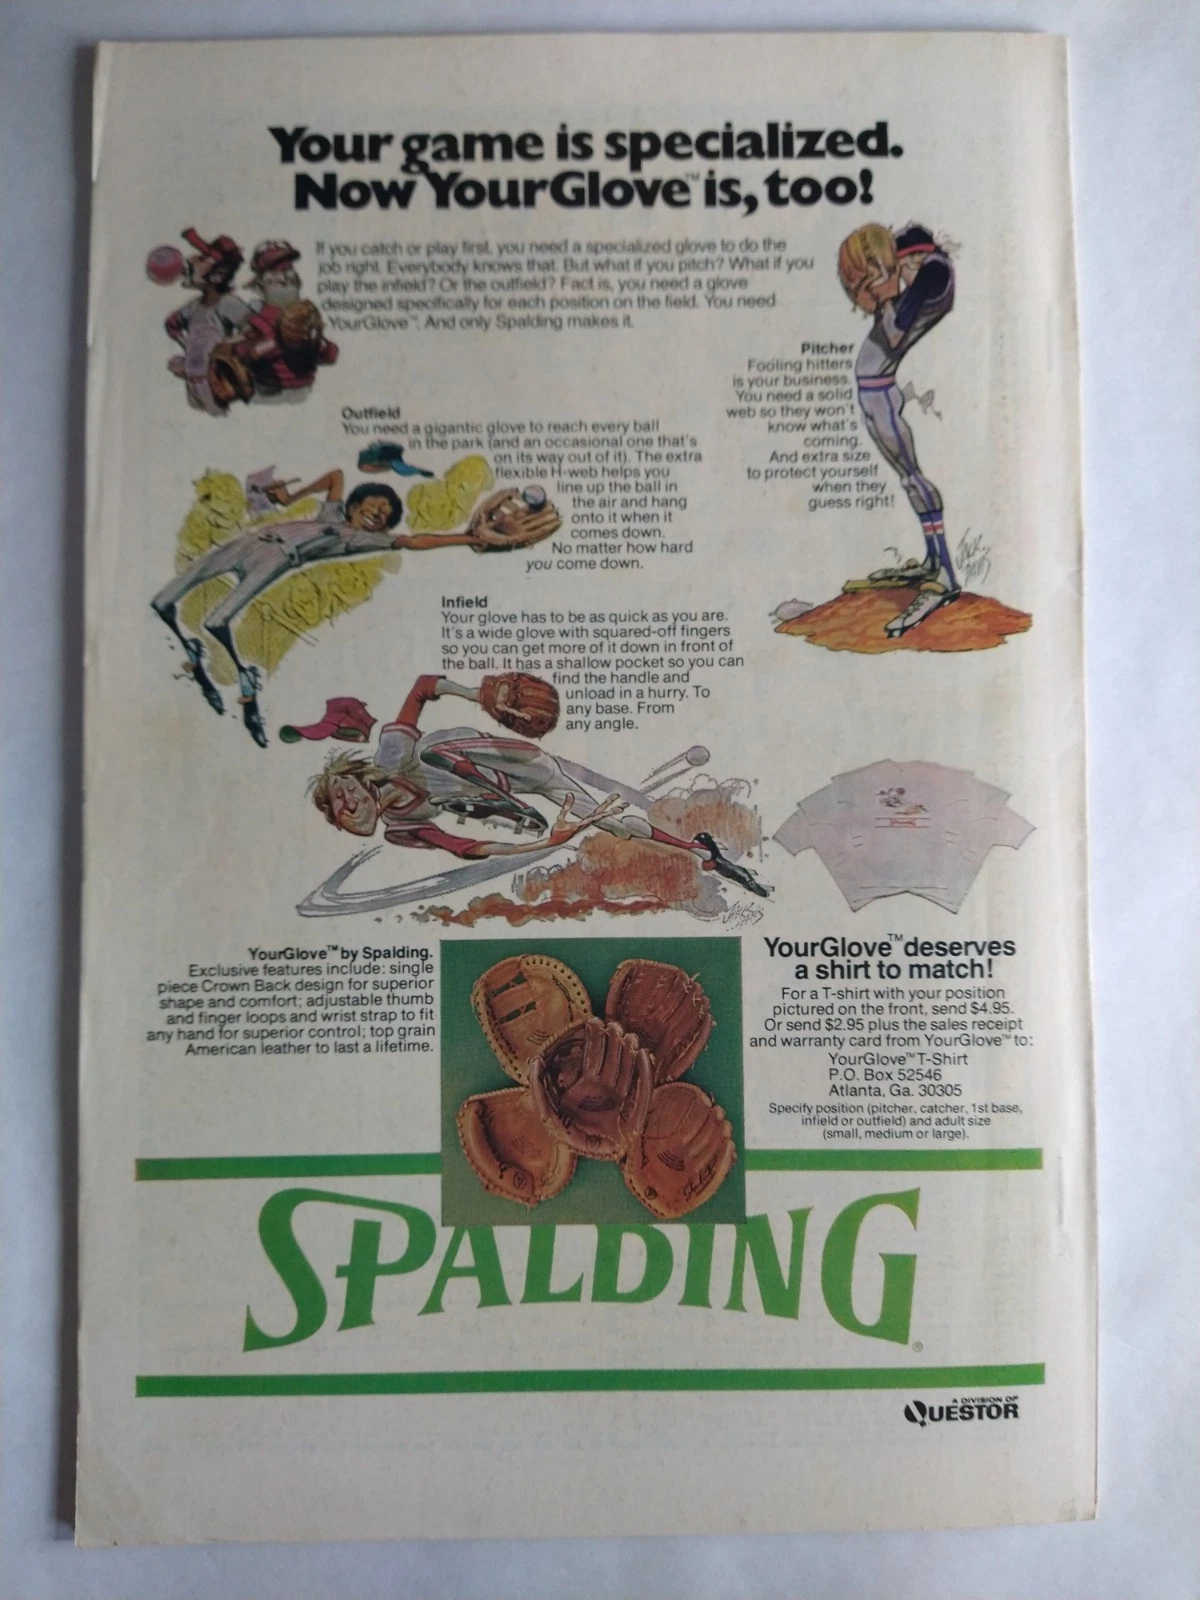 Your game is specialized.
Now YourGlove™ is, too!
If you catch or play first, you need a specialized glove to do the
job right. Everybody knows that. But what if you pitch? What if you
play the infield? Or the outfield? Fact is, you need a glove
designed specifically for each position on the field. You need
YourGlove™. And only Spalding makes it.
Pitcher
Fooling hitters
is your business.
You need a solid
web so they won't
know what's
coming.
And extra size
to protect yourself
when they
guess right!
Outfield
You need a gigantic glove to reach every ball
in the park (and an occasional one that's
on its way out of it). The extra
flexible H-web helps you
line up the ball in
the air and hang
onto it when it
comes down.
No matter how hard
you come down.
JACK
DAVIS
Infield
Your glove has to be as quick as you are.
It's a wide glove with squared-off fingers
so you can get more of it down in front of
the ball. It has a shallow pocket so you can
find the handle and
unload in a hurry. To
any base. From
any angle.
YourGlove™ by Spalding.
Exclusive features include: single
piece Crown Back design for superior
shape and comfort; adjustable thumb
and finger loops and wrist strap to fit
any hand for superior control; top grain
American leather to last a lifetime.
YourGlove™ deserves
a shirt to match!
For a T-shirt with your position
pictured on the front, send $4.95.
Or send $2.95 plus the sales receipt
and warranty card from YourGlove™ to:
YourGlove™ T-Shirt
P.O. Box 52546
Atlanta, Ga. 30305
Specify position (pitcher, catcher, 1st base,
infield or outfield) and adult size
(small, medium or large).
SPALDING®
A DIVISION OF
QUESTOR